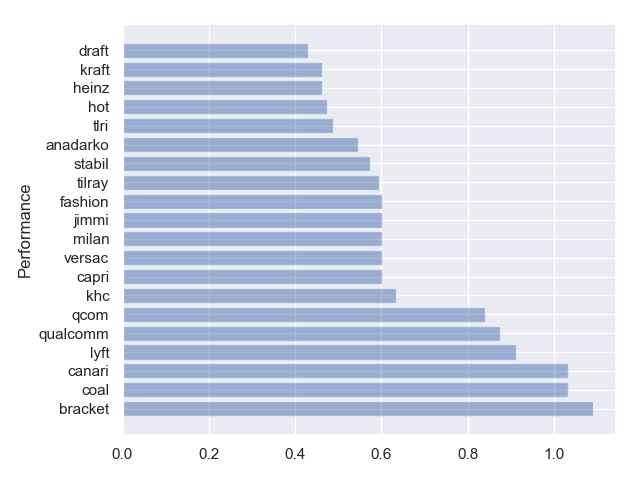 draft
kraft
heinz
hot
tlri
anadarko
stabil
tilray
fashion
jimmi
milan
versac
capri
khc
qcom
qualcomm
lyft
canari
coal
bracket
Performance
0.0 0.2 0.4 0.6 0.8 1.0